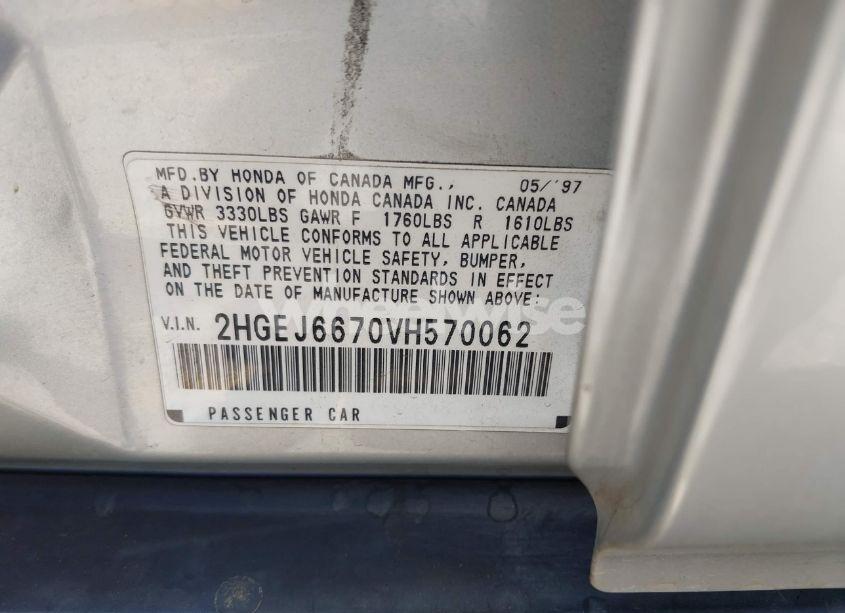 MFD.BY HONDA OF CANADA MFG., 05/'97
A DIVISION OF HONDA CANADA INC. CANADA
GVWR 3330LBS GAWR F 1760LBS R 1610LBS
THIS VEHICLE CONFORMS TO ALL APPLICABLE
FEDERAL MOTOR VEHICLE SAFETY, BUMPER,
AND THEFT PREVENTION STANDARDS IN EFFECT
ON THE DATE OF MANUFACTURE SHOWN ABOVE:
V.I.N. 2HGEJ6670VH570062
PASSENGER CAR